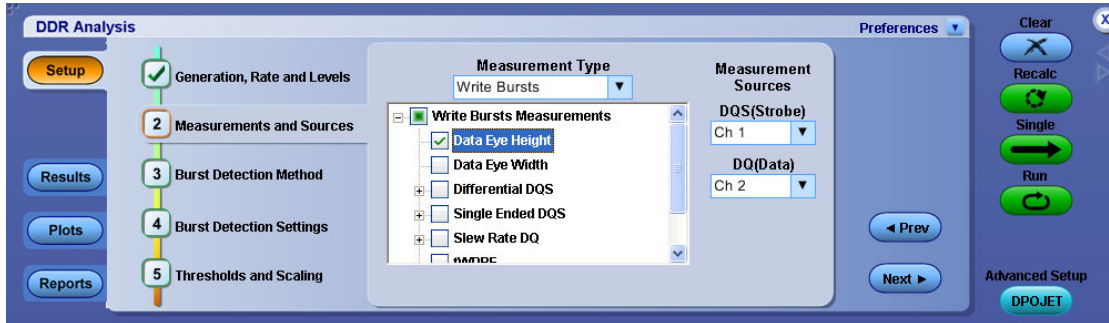 DDR Analysis
Preferences
Clear
X
Setup
Generation, Rate and Levels
2 Measurements and Sources
3 Burst Detection Method
4 Burst Detection Settings
5 Thresholds and Scaling
Results
Plots
Reports
Measurement Type
Write Bursts
Write Bursts Measurements
Data Eye Height
Data Eye Width
Differential DQS
Single Ended DQS
Slew Rate DQ
Measurement
Sources
DQS(Strobe)
Ch 1
DQ(Data)
Ch 2
Prev
Next
Recalc
Single
Run
Advanced Setup
DPOJET